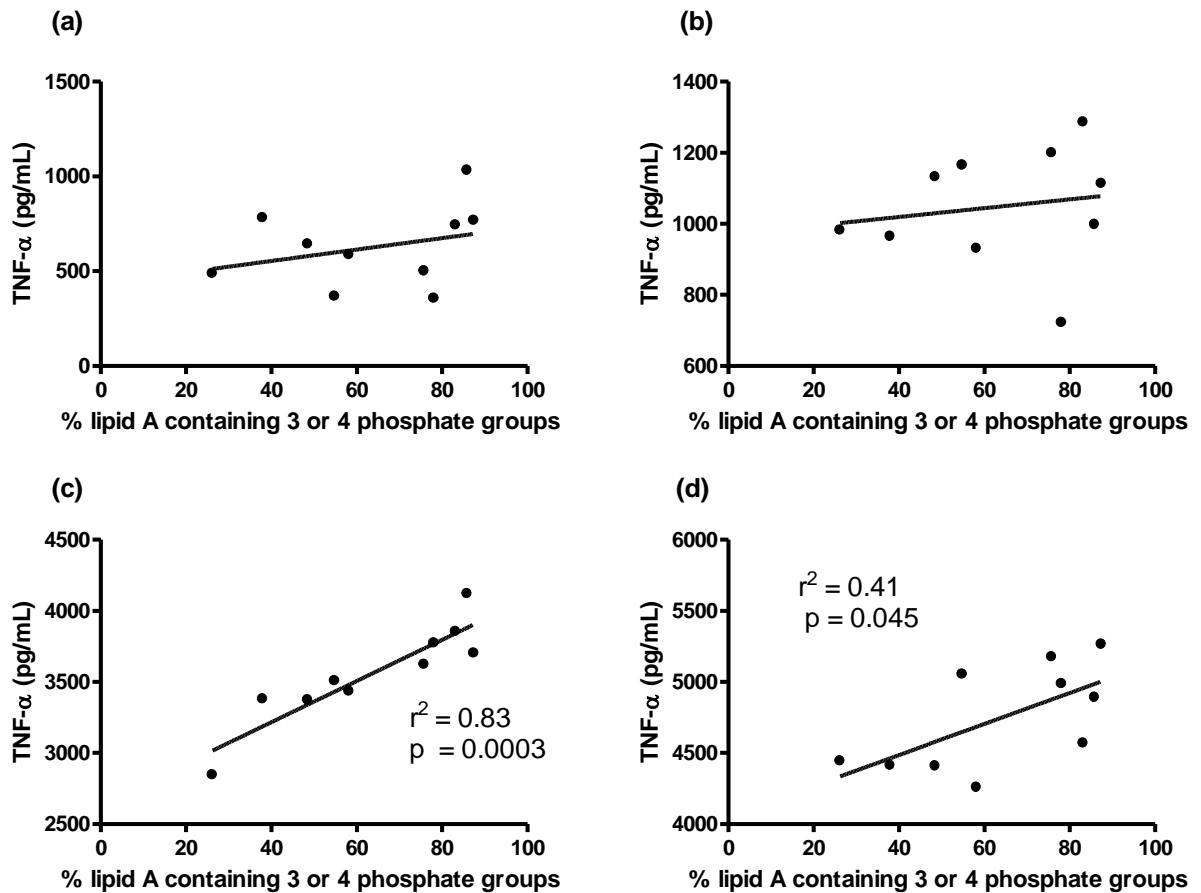 (a)
1500
1000
500
0
TNF-α (pg/mL)
0 20 40 60 80 100
% lipid A containing 3 or 4 phosphate groups
(b)
1400
1200
1000
800
600
TNF-α (pg/mL)
0 20 40 60 80 100
% lipid A containing 3 or 4 phosphate groups
(c)
4500
4000
3500
3000
2500
TNF-α (pg/mL)
r² = 0.83
p = 0.0003
0 20 40 60 80 100
% lipid A containing 3 or 4 phosphate groups
(d)
6000
5500
5000
4500
4000
TNF-α (pg/mL)
r² = 0.41
p = 0.045
0 20 40 60 80 100
% lipid A containing 3 or 4 phosphate groups